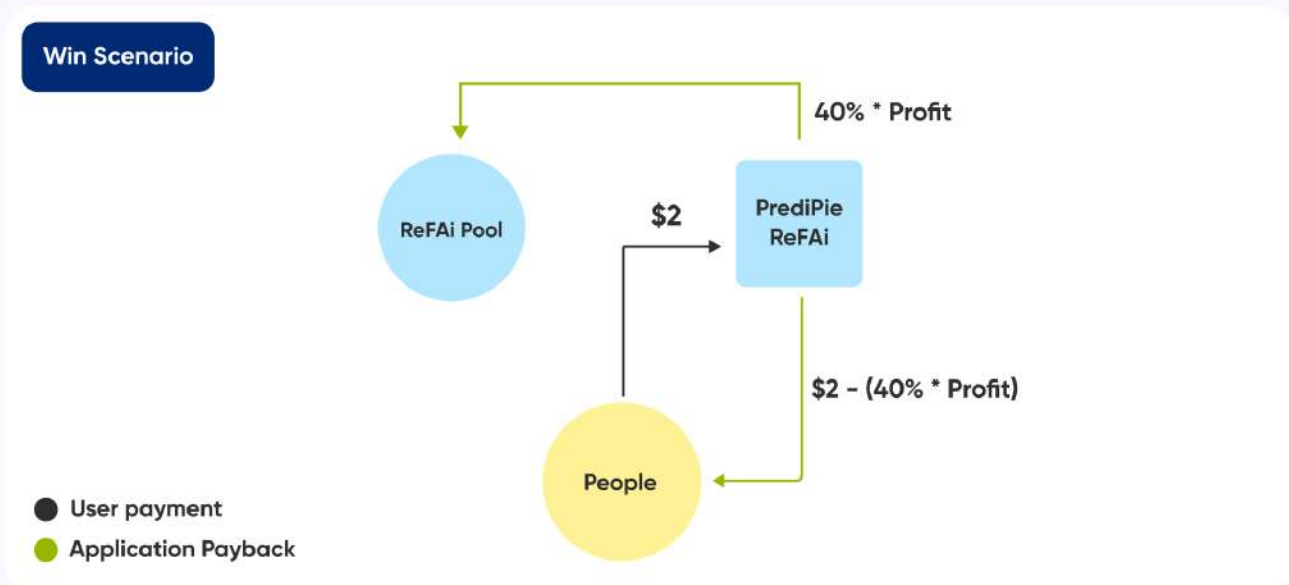 Win Scenario
40% * Profit
ReFAi Pool
$2
PrediPie
ReFAi
$2 - (40% * Profit)
People
User payment
Application Payback